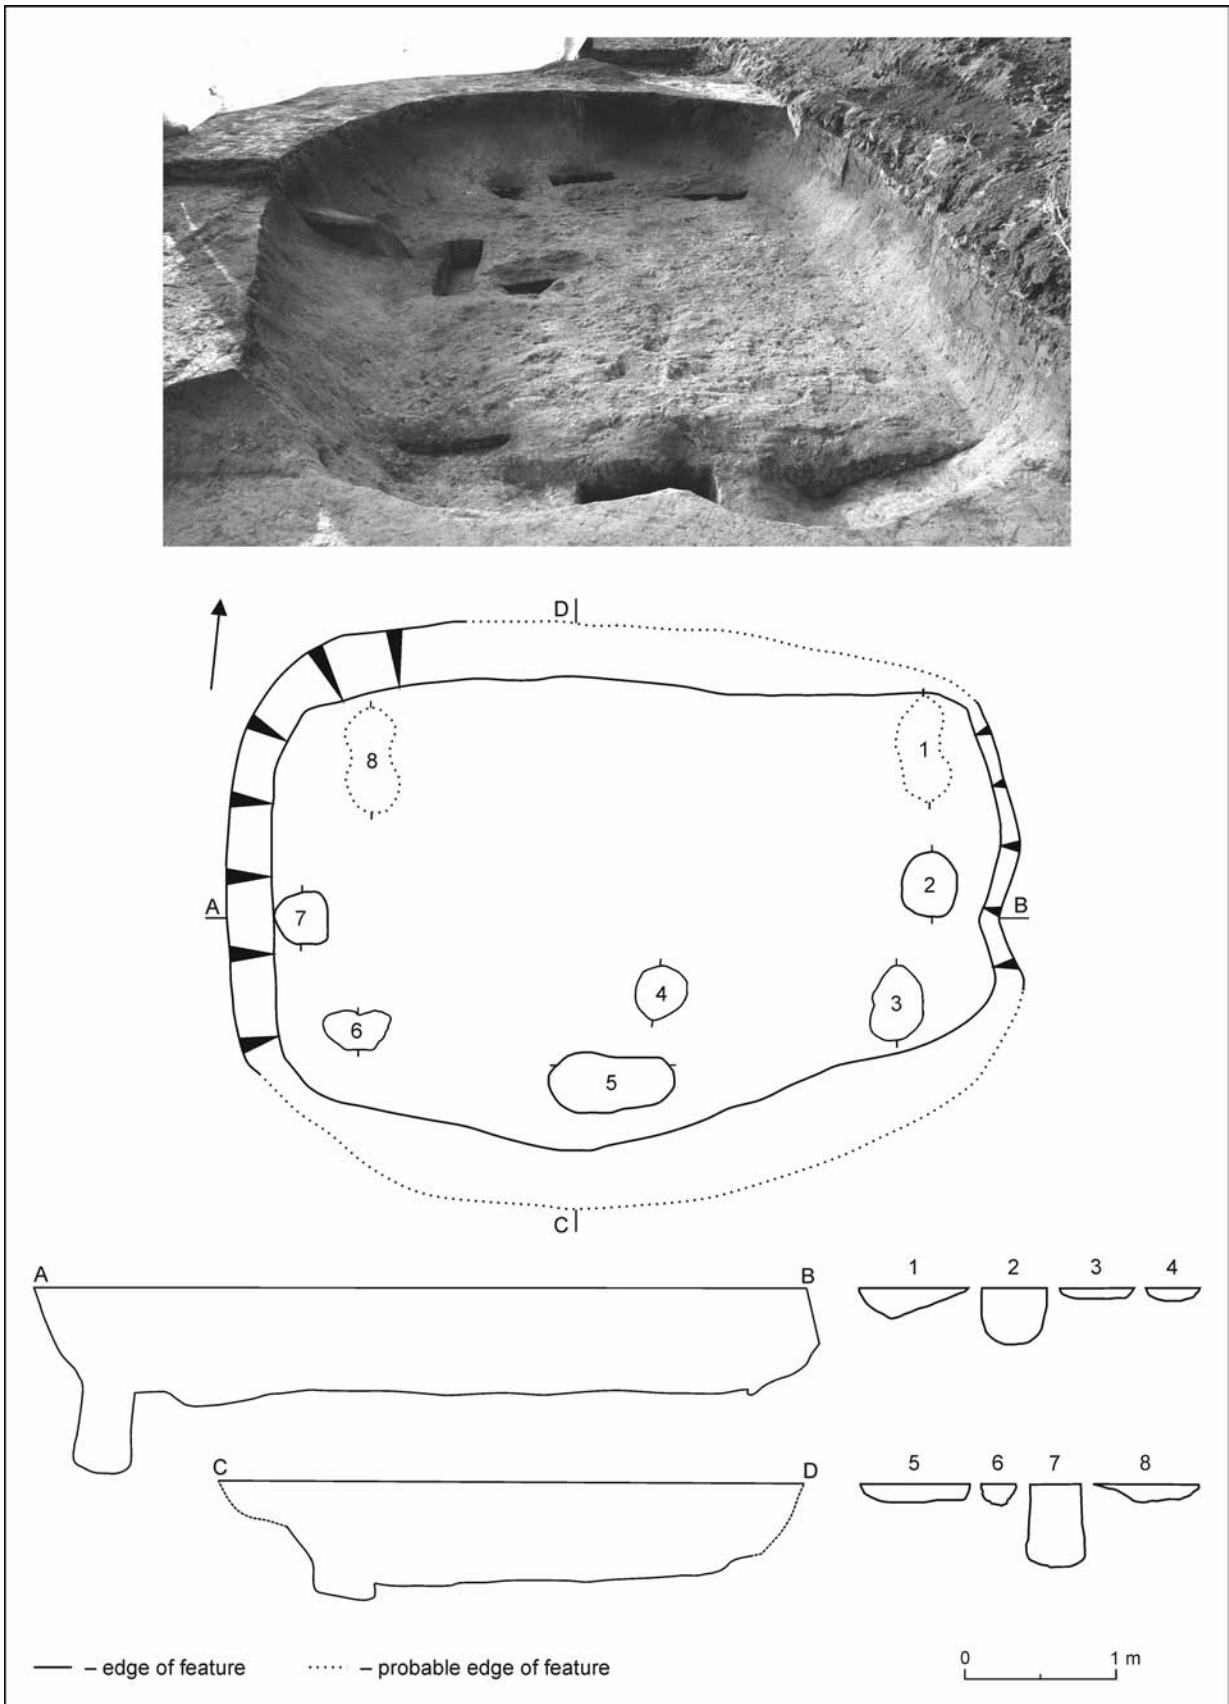 D
8
1
2
A
B
7
4
3
6
5
C
A
B
1 2 3 4
C
D
5 6 7 8
— – edge of feature
······ – probable edge of feature
0 1 m